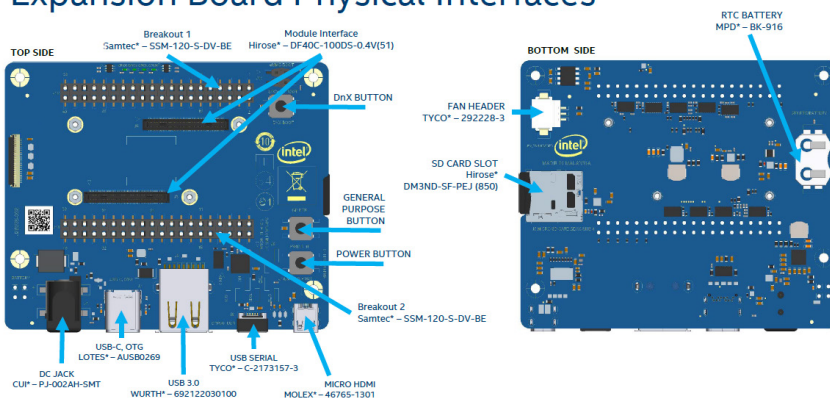 Expansion Board Physical Interfaces
TOP SIDE
Breakout 1
Samtec* – SSM-120-S-DV-BE
Module Interface
Hirose* – DF40C-100DS-0.4V(51)
DnX BUTTON
GENERAL
PURPOSE
BUTTON
POWER BUTTON
Breakout 2
Samtec* – SSM-120-S-DV-BE
intel
DC JACK
CUI* – PJ-002AH-SMT
USB-C, OTG
LOTES* – AUSB0269
USB 3.0
WURTH* – 692122030100
USB SERIAL
TYCO* – C-2173157-3
MICRO HDMI
MOLEX* – 46765-1301
BOTTOM SIDE
RTC BATTERY
MPD* – BK-916
FAN HEADER
TYCO* – 292228-3
SD CARD SLOT
Hirose*
DM3ND-SF-PEJ (850)
intel